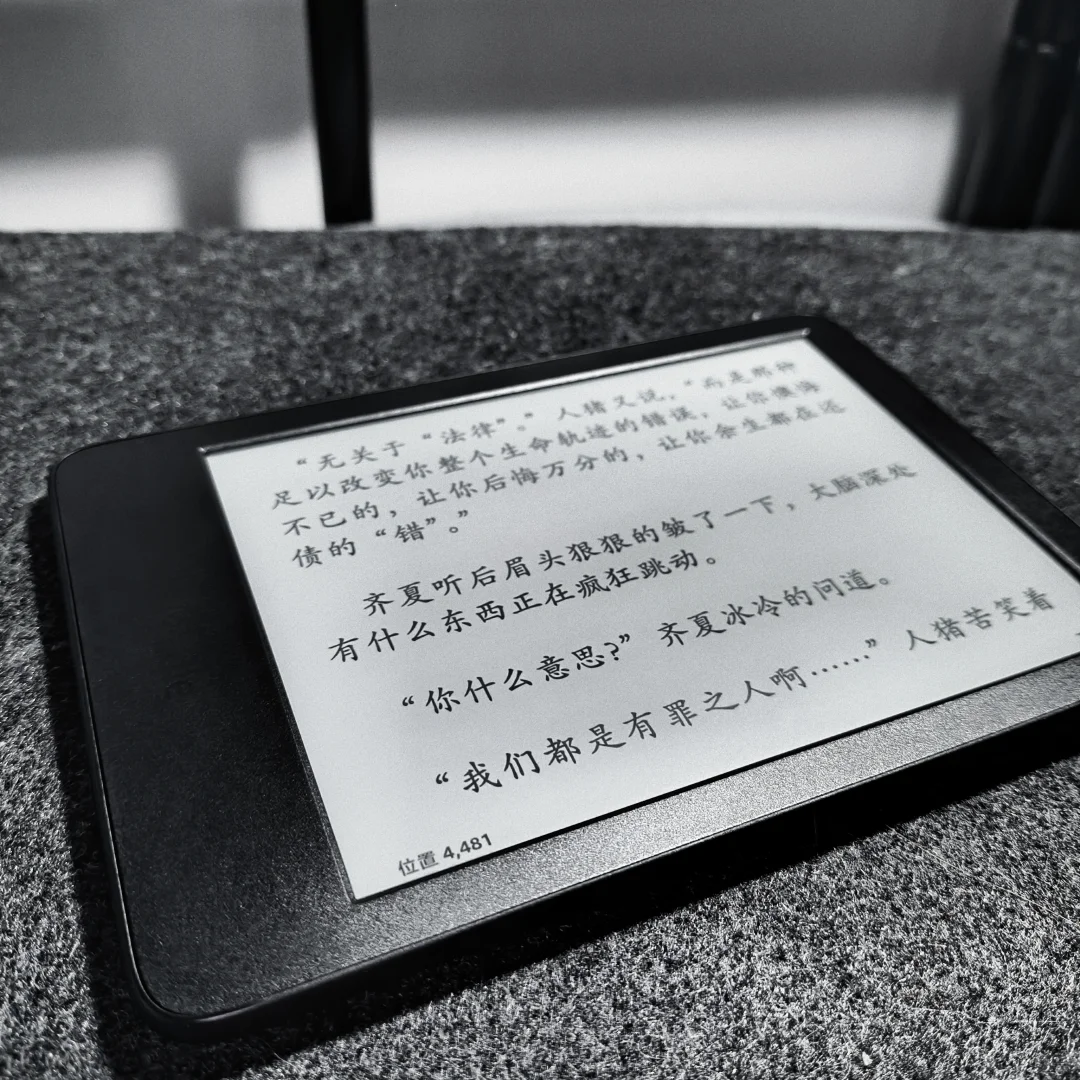 “无关于“法律”。”人猪又说，“而是那种
足以改变你整个生命轨迹的错误，让你懊悔
不已的，让你后悔万分的，让你余生都在还
债的“错”。”
齐夏听后眉头狠狠的皱了一下，大脑深处
有什么东西正在疯狂跳动。
“你什么意思？”齐夏冰冷的问道。
“我们都是有罪之人啊……”人猪苦笑着
位置 4,481